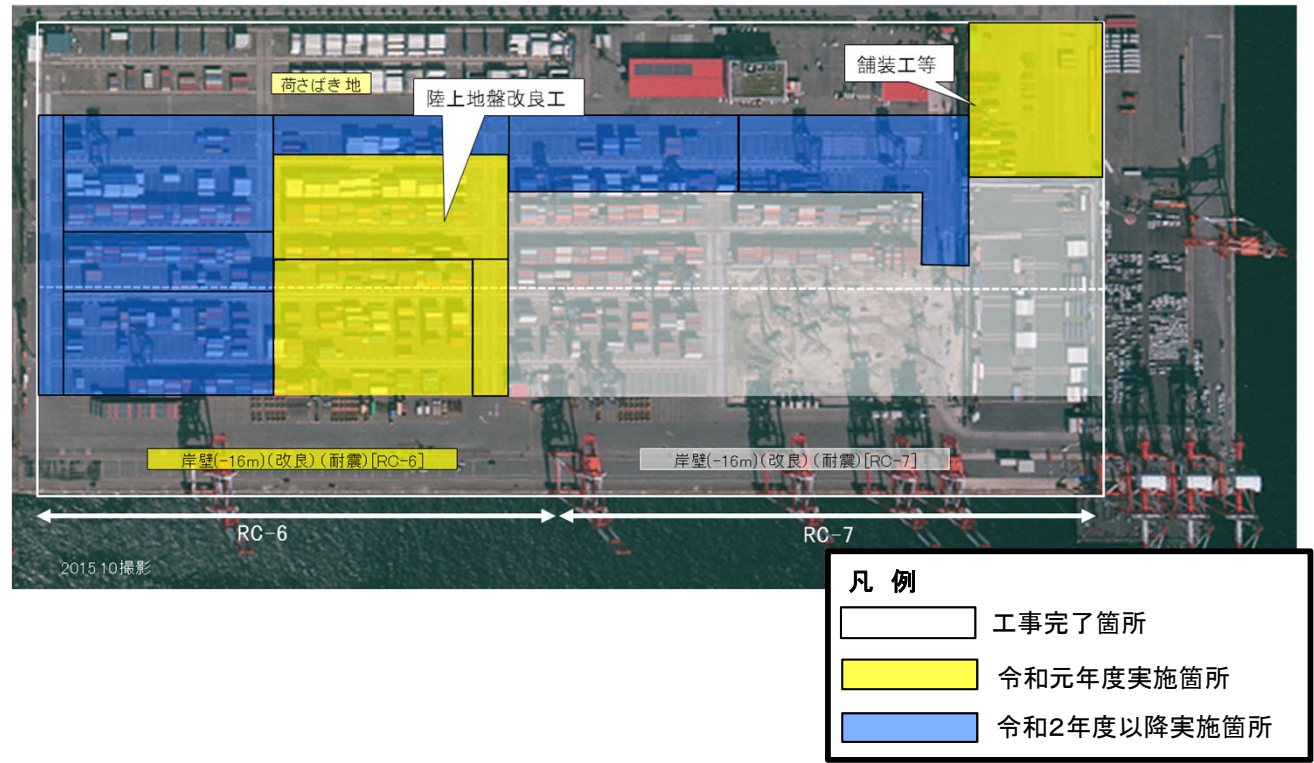 舗装工等
荷さばき地
陸上地盤改良工
岸壁(-16m)(改良)(耐震)[RC-6]
岸壁(-16m)(改良)(耐震)[RC-7]
RC-6
RC-7
2015.10撮影
凡 例
工事完了箇所
令和元年度実施箇所
令和2年度以降実施箇所